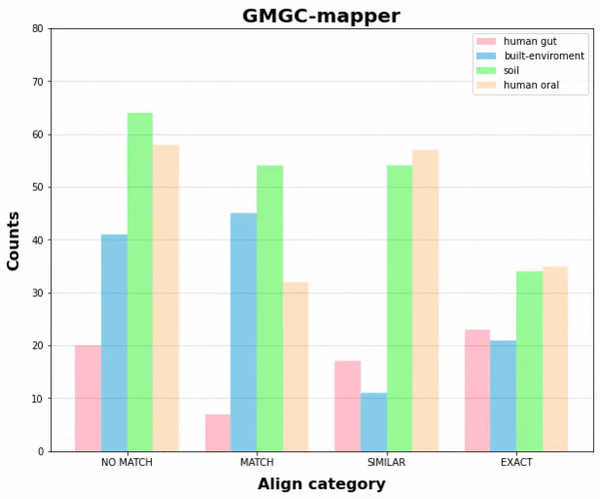 GMGC-mapper
80
70
60
50
40
30
20
10
0
Counts
human gut
built-enviroment
soil
human oral
NO MATCH
MATCH
SIMILAR
EXACT
Align category